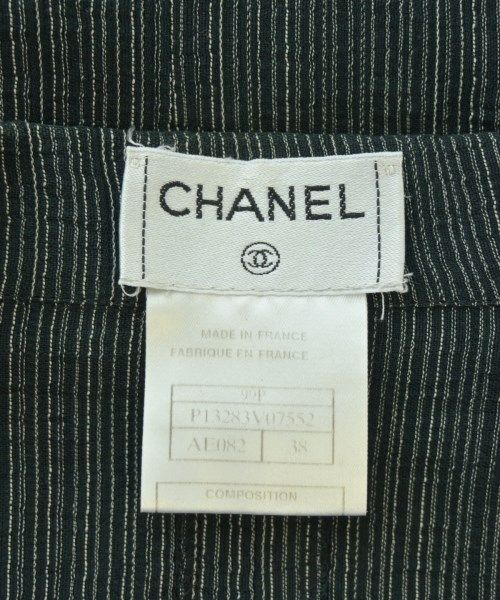 CHANEL
MADE IN FRANCE
FABRIQUE EN FRANCE
99P
P13283V07552
AE082 38
COMPOSITION